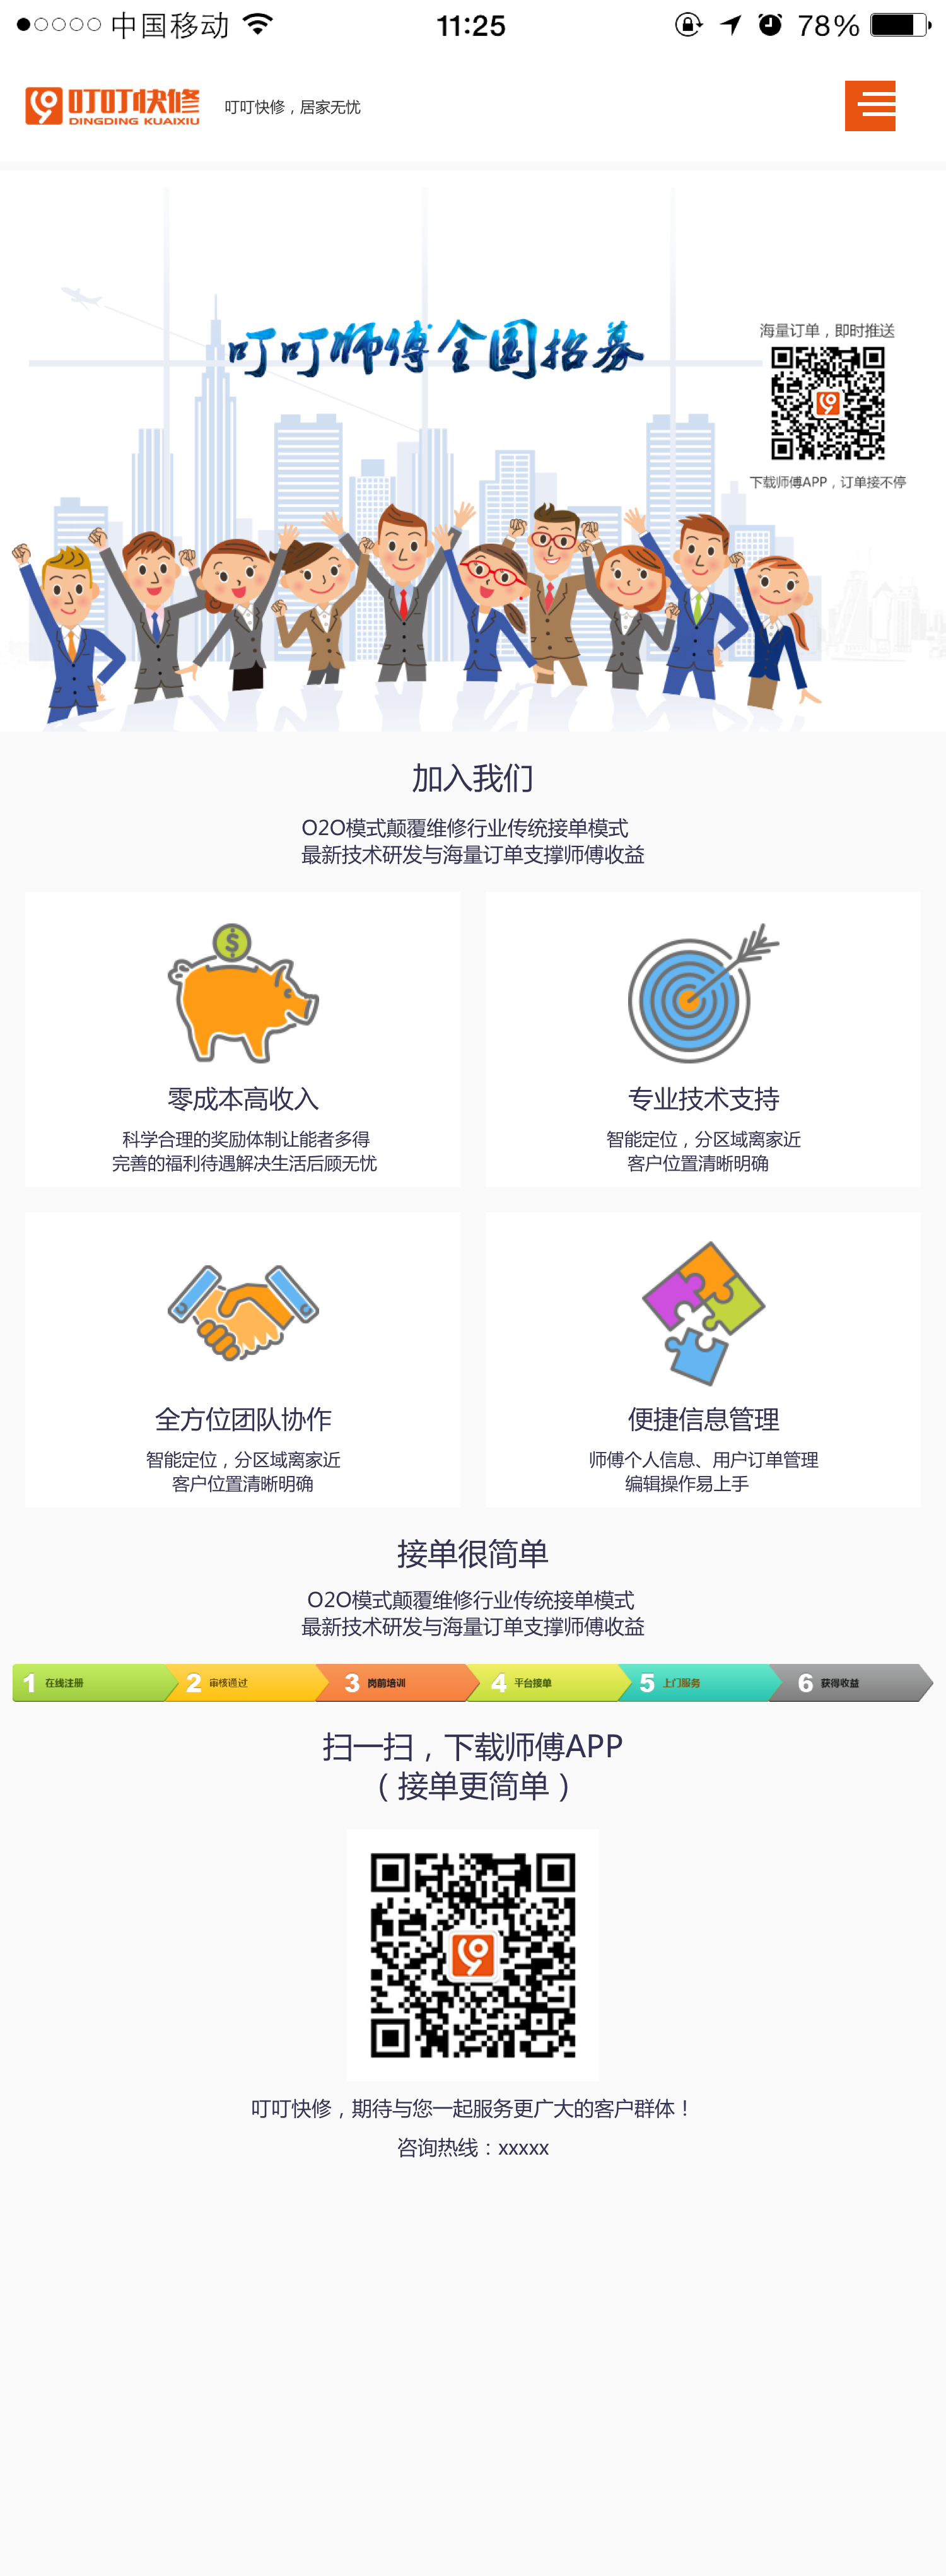 中国移动 11:25 78%
叮叮快修
DINGDING KUAIXIU
叮叮快修，居家无忧
叮叮师傅全国招募
海量订单，即时推送
下载师傅APP，订单接不停
加入我们
O2O模式颠覆维修行业传统接单模式
最新技术研发与海量订单支撑师傅收益
零成本高收入
科学合理的奖励体制让能者多得
完善的福利待遇解决生活后顾无忧
专业技术支持
智能定位，分区域离家近
客户位置清晰明确
全方位团队协作
智能定位，分区域离家近
客户位置清晰明确
便捷信息管理
师傅个人信息、用户订单管理
编辑操作易上手
接单很简单
O2O模式颠覆维修行业传统接单模式
最新技术研发与海量订单支撑师傅收益
1 在线注册 2 审核通过 3 岗前培训 4 平台接单 5 上门服务 6 获得收益
扫一扫，下载师傅APP
（接单更简单）
叮叮快修，期待与您一起服务更广大的客户群体！
咨询热线：xxxxx